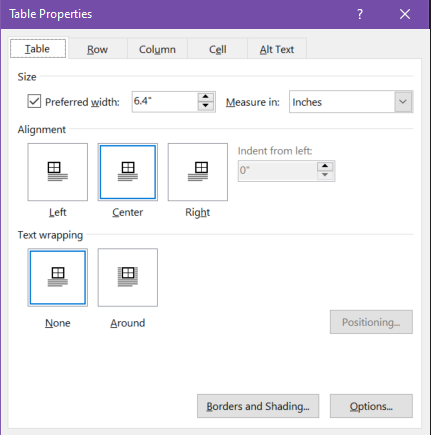 Table Properties ?
Table Row Column Cell Alt Text
Size
Preferred width: 6.4" Measure in: Inches
Alignment
Indent from left:
0"
Left Center Right
Text wrapping
None Around
Positioning...
Borders and Shading... Options...